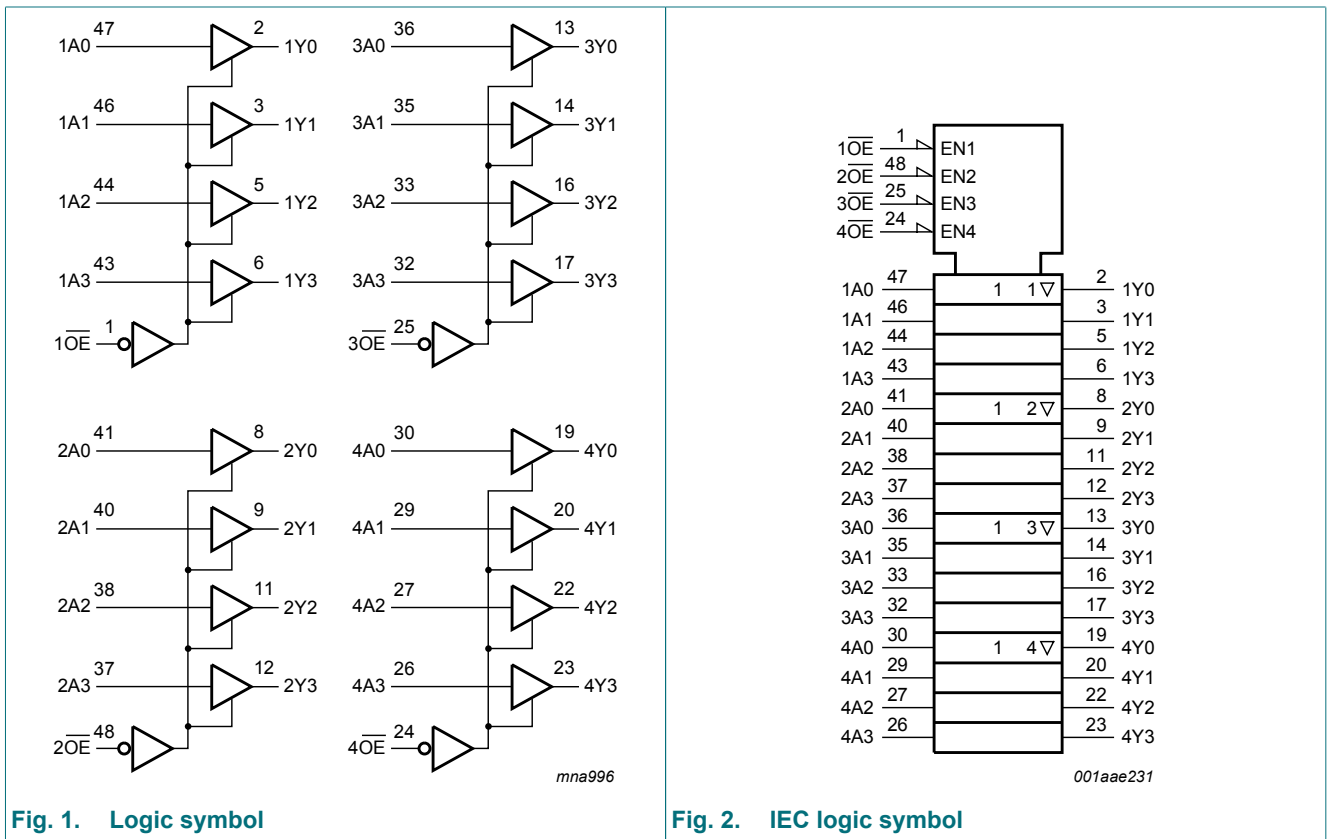 47 2 36 13
1A0 1Y0 3A0 3Y0
46 3 35 14
1A1 1Y1 3A1 3Y1
44 5 33 16
1A2 1Y2 3A2 3Y2
43 6 32 17
1A3 1Y3 3A3 3Y3
1 25
1O̅E̅ 3O̅E̅
41 8 30 19
2A0 2Y0 4A0 4Y0
40 9 29 20
2A1 2Y1 4A1 4Y1
38 11 27 22
2A2 2Y2 4A2 4Y2
37 12 26 23
2A3 2Y3 4A3 4Y3
48 24
2O̅E̅ 4O̅E̅
mna996
Fig. 1. Logic symbol
1O̅E̅ 1 EN1
2O̅E̅ 48 EN2
3O̅E̅ 25 EN3
4O̅E̅ 24 EN4
1A0 47 1 1▽ 2 1Y0
1A1 46 3 1Y1
1A2 44 5 1Y2
1A3 43 6 1Y3
2A0 41 1 2▽ 8 2Y0
2A1 40 9 2Y1
2A2 38 11 2Y2
2A3 37 12 2Y3
3A0 36 1 3▽ 13 3Y0
3A1 35 14 3Y1
3A2 33 16 3Y2
3A3 32 17 3Y3
4A0 30 1 4▽ 19 4Y0
4A1 29 20 4Y1
4A2 27 22 4Y2
4A3 26 23 4Y3
001aae231
Fig. 2. IEC logic symbol